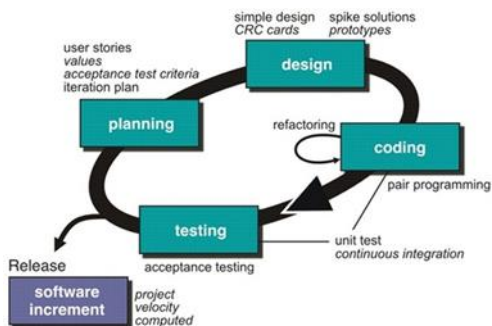 simple design
CRC cards
spike solutions
prototypes
user stories
values
acceptance test criteria
iteration plan
design
planning
refactoring
coding
pair programming
testing
unit test
continuous integration
acceptance testing
Release
software
increment
project
velocity
computed